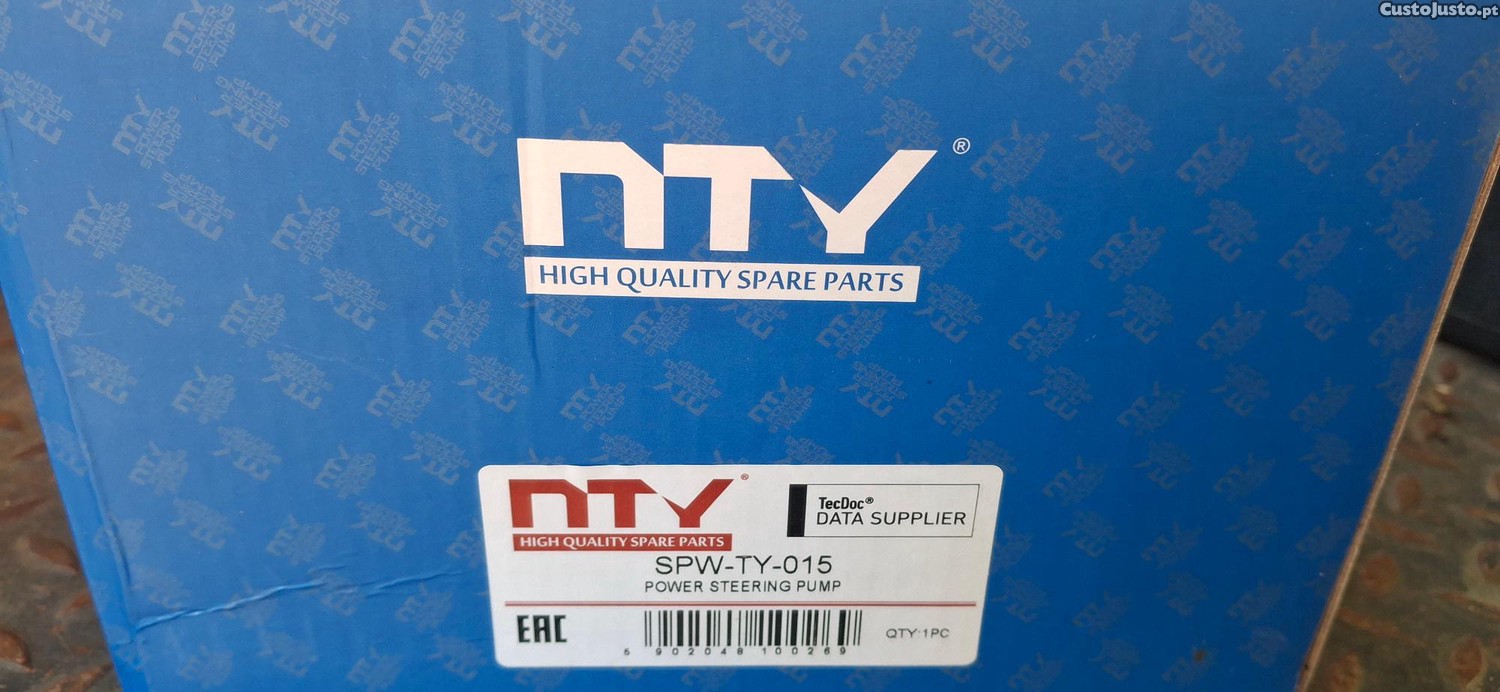 CustoJusto.pt
NTY®
HIGH QUALITY SPARE PARTS
NTY®
HIGH QUALITY SPARE PARTS
TecDoc®
DATA SUPPLIER
SPW-TY-015
POWER STEERING PUMP
EAC
QTY:1PC
5 902048 100269